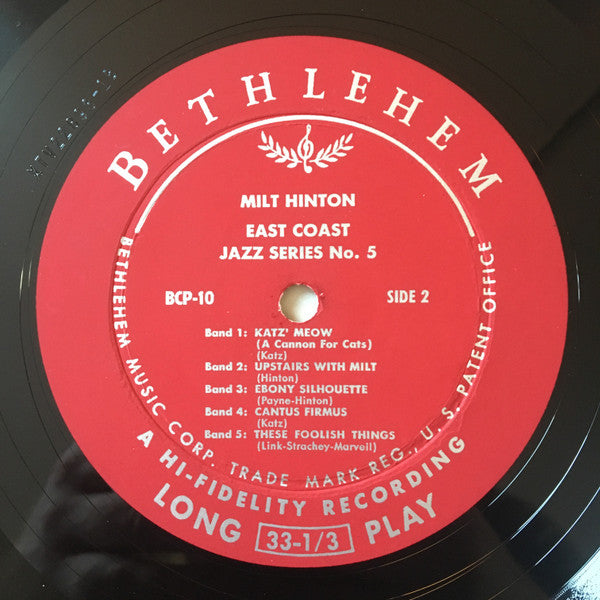 BETHLEHEM
MILT HINTON
EAST COAST
JAZZ SERIES No. 5
BCP-10
SIDE 2
Band 1: KATZ' MEOW
(A Cannon For Cats)
(Katz)
Band 2: UPSTAIRS WITH MILT
(Hinton)
Band 3: EBONY SILHOUETTE
(Payne-Hinton)
Band 4: CANTUS FIRMUS
(Katz)
Band 5: THESE FOOLISH THINGS
(Link-Strachey-Marvell)
BETHLEHEM MUSIC CORP. TRADE MARK REG., U. S. PATENT OFFICE
A HI-FIDELITY RECORDING
LONG 33-1/3 PLAY